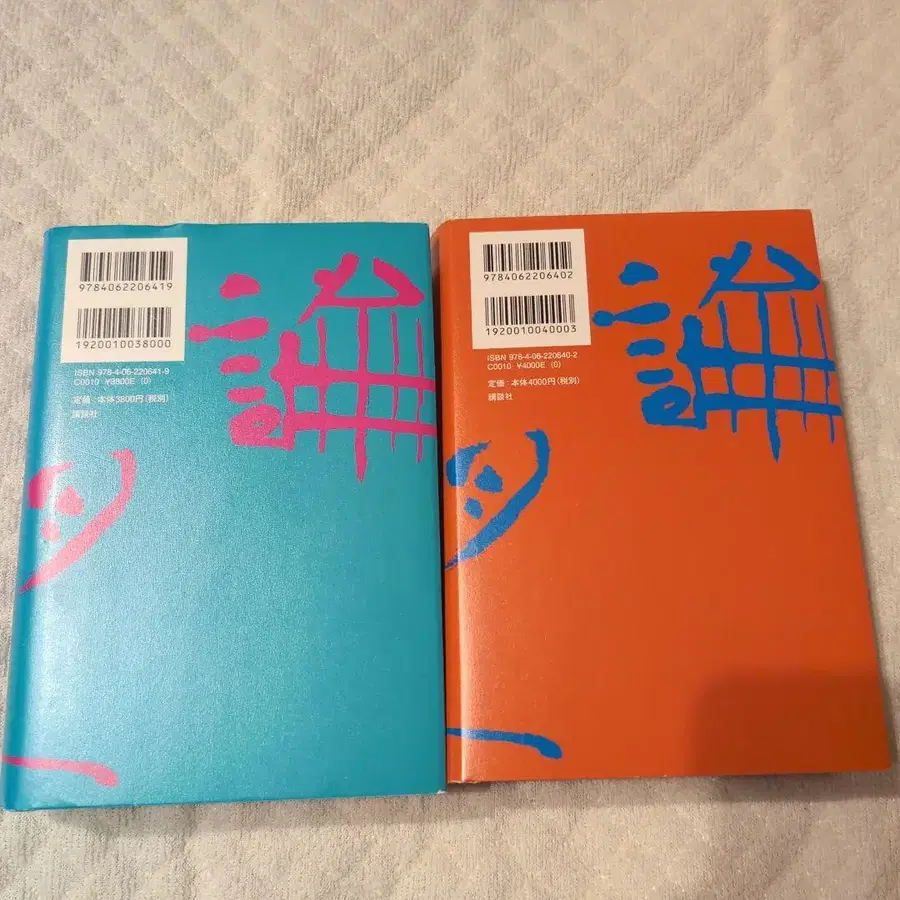 9784062206419
1920010038000
ISBN 978-4-06-220641-9
C0010 ¥3800E (0)
定価：本体3800円(税別)
講談社
論
9784062206402
1920010040003
ISBN 978-4-06-220640-2
C0010 ¥4000E (0)
定価：本体4000円(税別)
講談社
論